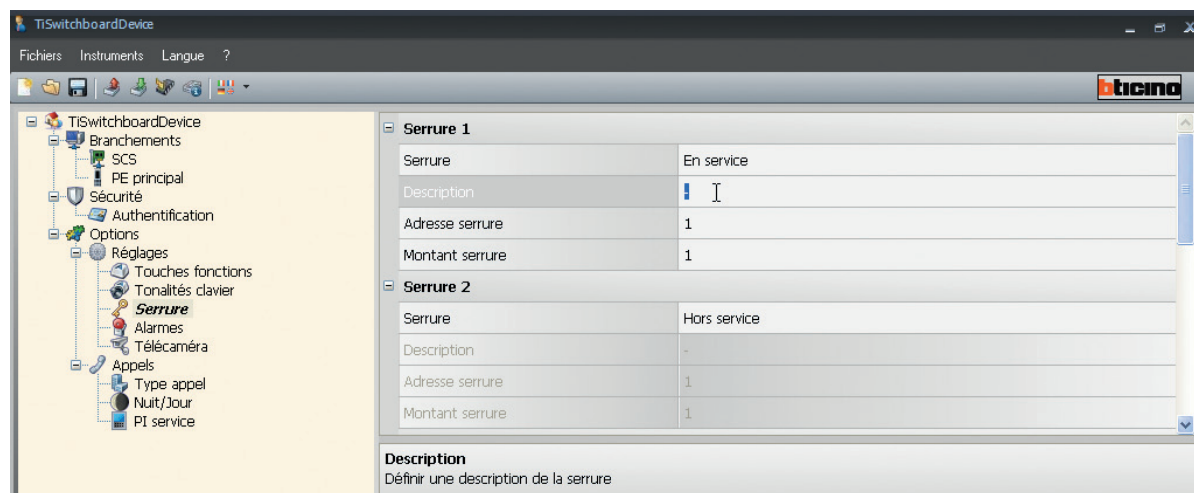 TiSwitchboardDevice
Fichiers Instruments Langue ?
bticino
TiSwitchboardDevice
Branchements
SCS
PE principal
Sécurité
Authentification
Options
Réglages
Touches fonctions
Tonalités clavier
Serrure
Alarmes
Télécaméra
Appels
Type appel
Nuit/Jour
PI service
Serrure 1
Serrure En service
Description -
Adresse serrure 1
Montant serrure 1
Serrure 2
Serrure Hors service
Description -
Adresse serrure 1
Montant serrure 1
Description
Définir une description de la serrure